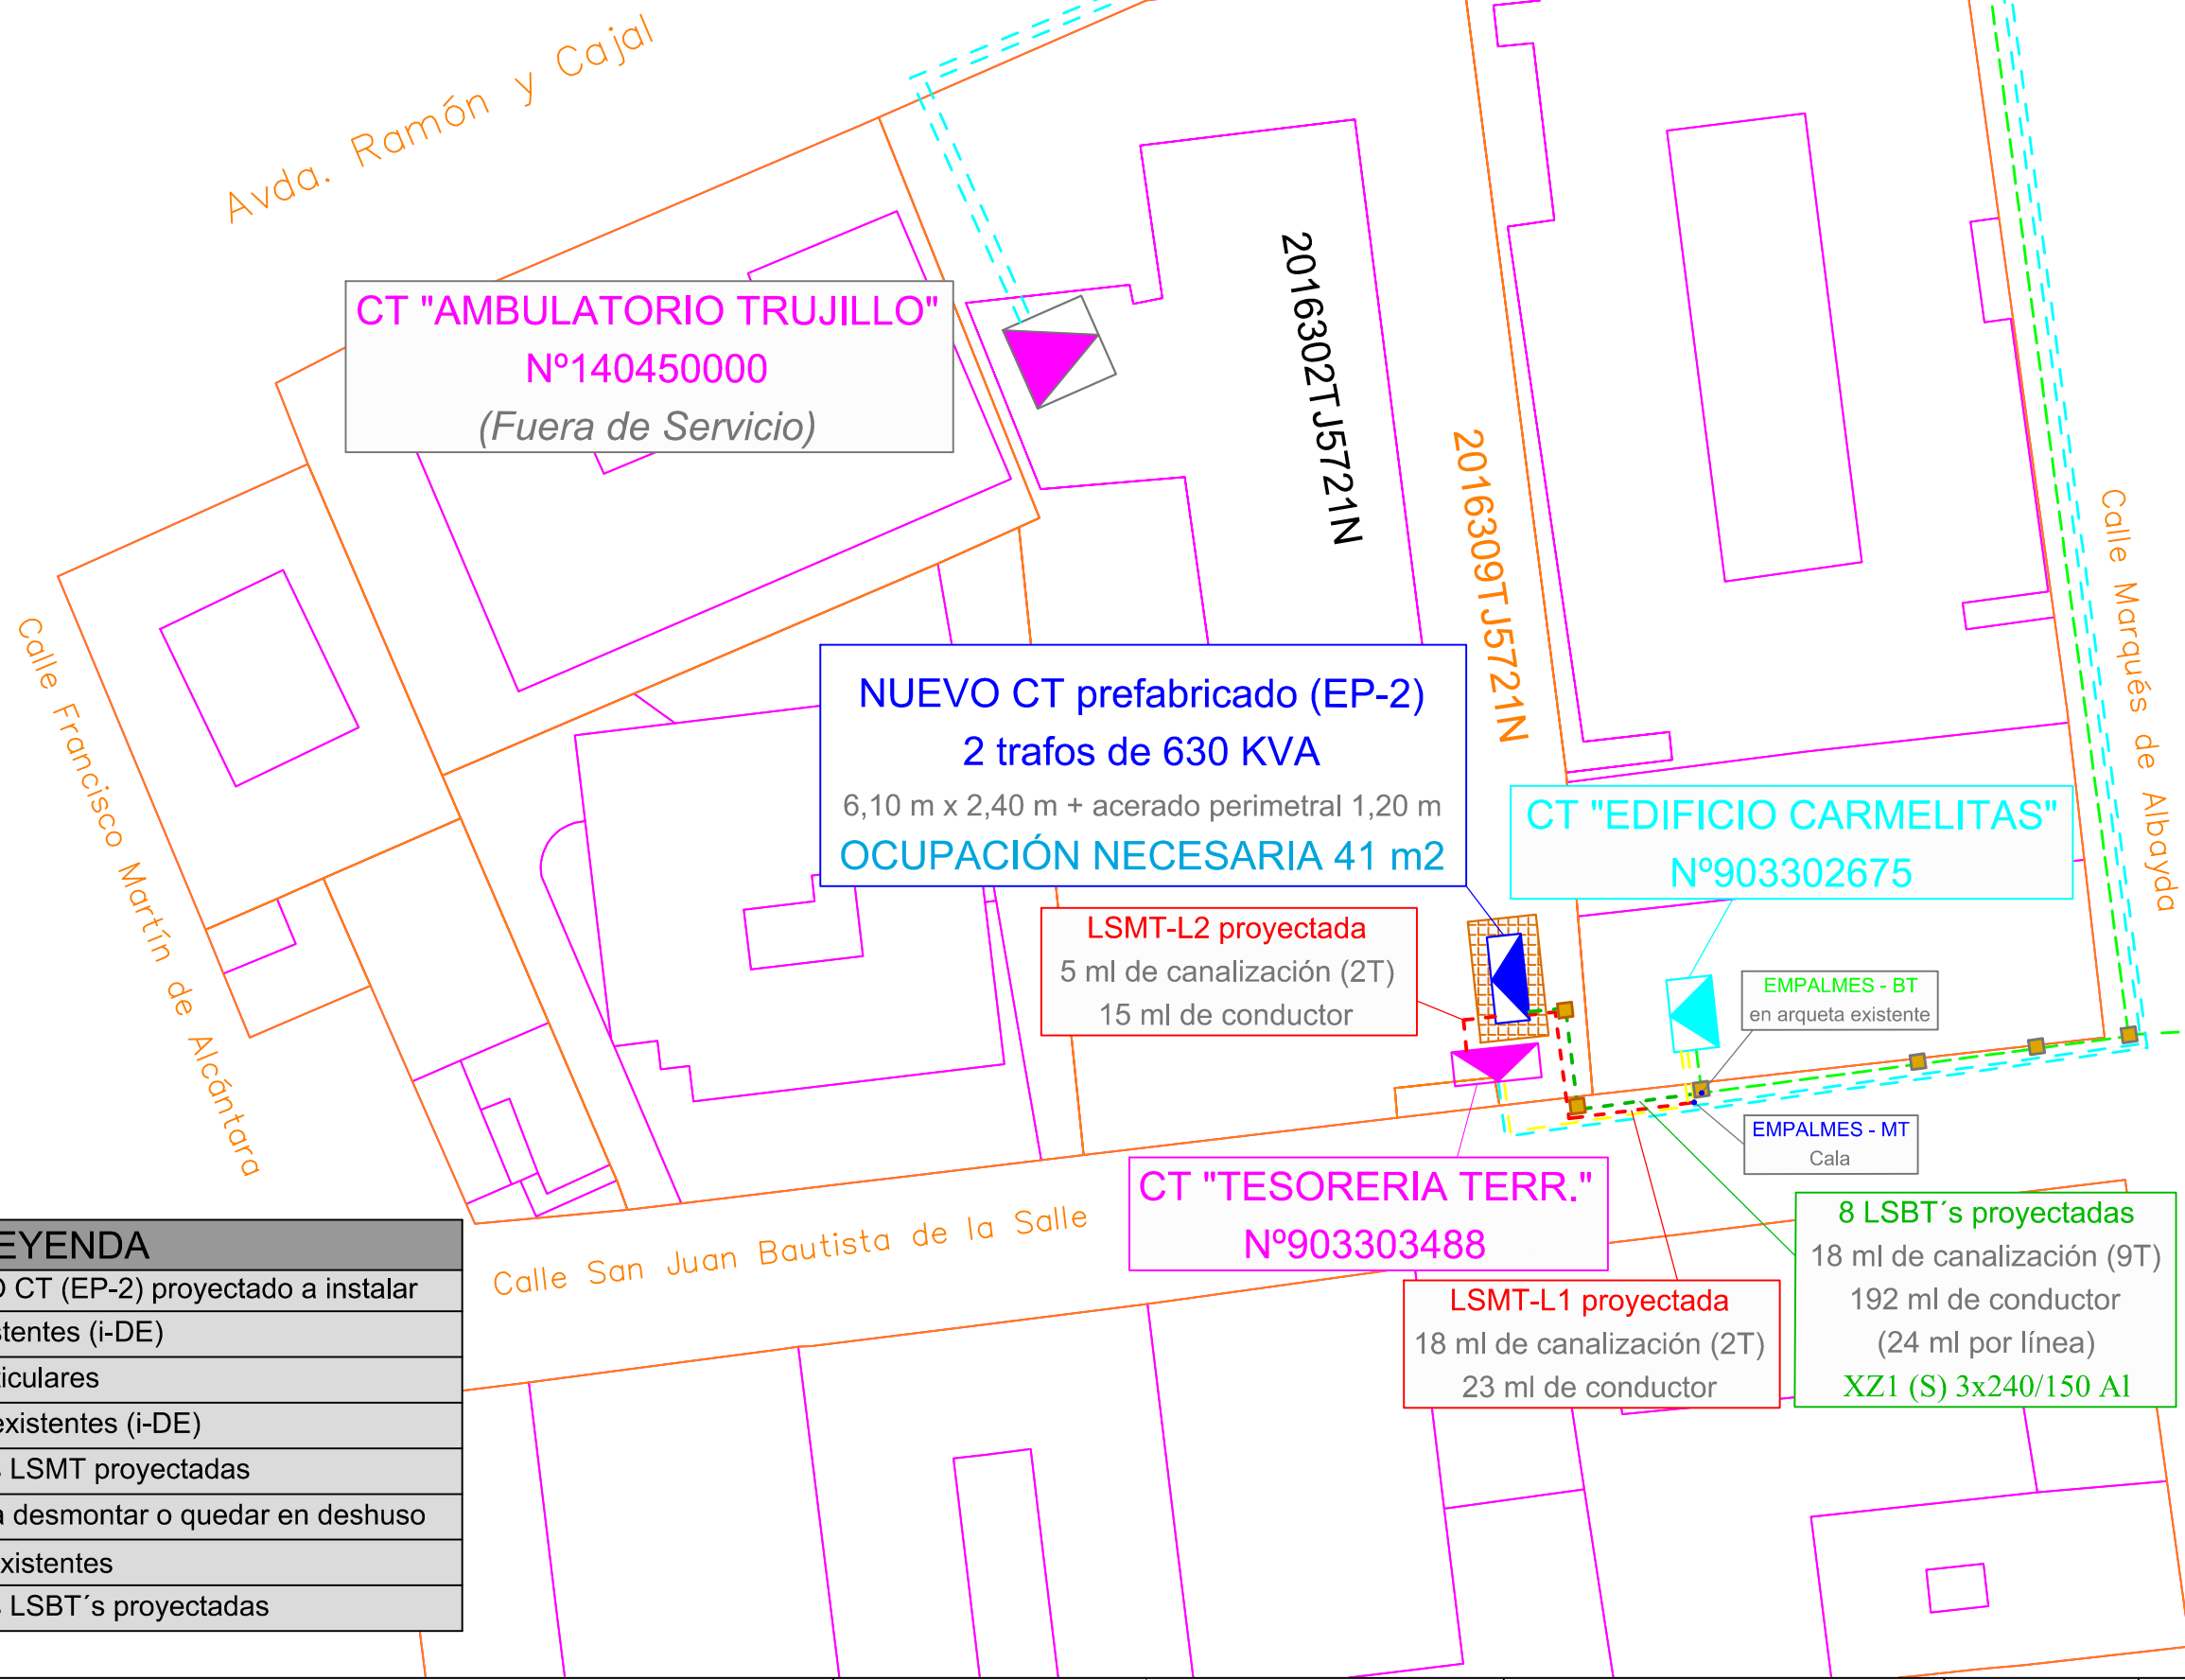 Avda. Ramón y Cajal
CT "AMBULATORIO TRUJILLO"
Nº140450000
(Fuera de Servicio)
2016302TJ5721N
2016309TJ5721N
Calle Marqués de Albayda
Calle Francisco Martín de Alcántara
NUEVO CT prefabricado (EP-2)
2 trafos de 630 KVA
6,10 m x 2,40 m + acerado perimetral 1,20 m
OCUPACIÓN NECESARIA 41 m2
CT "EDIFICIO CARMELITAS"
Nº903302675
LSMT-L2 proyectada
5 ml de canalización (2T)
15 ml de conductor
EMPALMES - BT
en arqueta existente
EMPALMES - MT
Cala
CT "TESORERIA TERR."
Nº903303488
Calle San Juan Bautista de la Salle
8 LSBT´s proyectadas
18 ml de canalización (9T)
192 ml de conductor
(24 ml por línea)
XZ1 (S) 3x240/150 Al
LSMT-L1 proyectada
18 ml de canalización (2T)
23 ml de conductor
EYENDA
O CT (EP-2) proyectado a instalar
stentes (i-DE)
ticulares
existentes (i-DE)
s LSMT proyectadas
a desmontar o quedar en deshuso
xistentes
s LSBT´s proyectadas